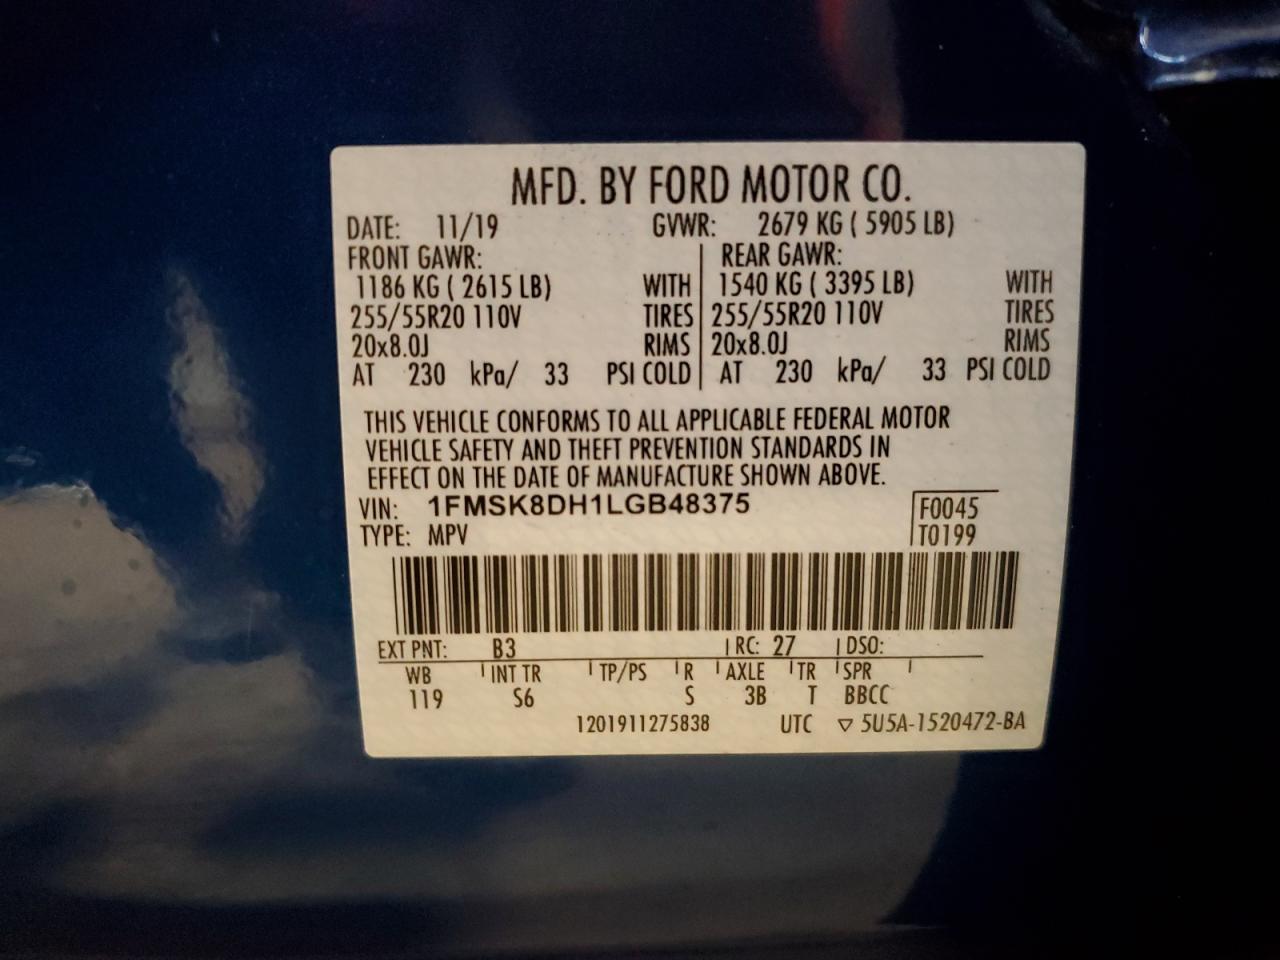 MFD. BY FORD MOTOR CO.
DATE: 11/19 GVWR: 2679 KG ( 5905 LB)
FRONT GAWR: REAR GAWR:
1186 KG ( 2615 LB) WITH 1540 KG ( 3395 LB) WITH
255/55R20 110V TIRES 255/55R20 110V TIRES
20x8.0J RIMS 20x8.0J RIMS
AT 230 kPa/ 33 PSI COLD AT 230 kPa/ 33 PSI COLD
THIS VEHICLE CONFORMS TO ALL APPLICABLE FEDERAL MOTOR
VEHICLE SAFETY AND THEFT PREVENTION STANDARDS IN
EFFECT ON THE DATE OF MANUFACTURE SHOWN ABOVE.
VIN: 1FMSK8DH1LGB48375 F0045
TYPE: MPV T0199
EXT PNT: B3 RC: 27 DSO:
WB INT TR TP/PS R AXLE TR SPR
119 S6 S 3B T BBCC
1201911275838 UTC ▽ 5U5A-1520472-BA